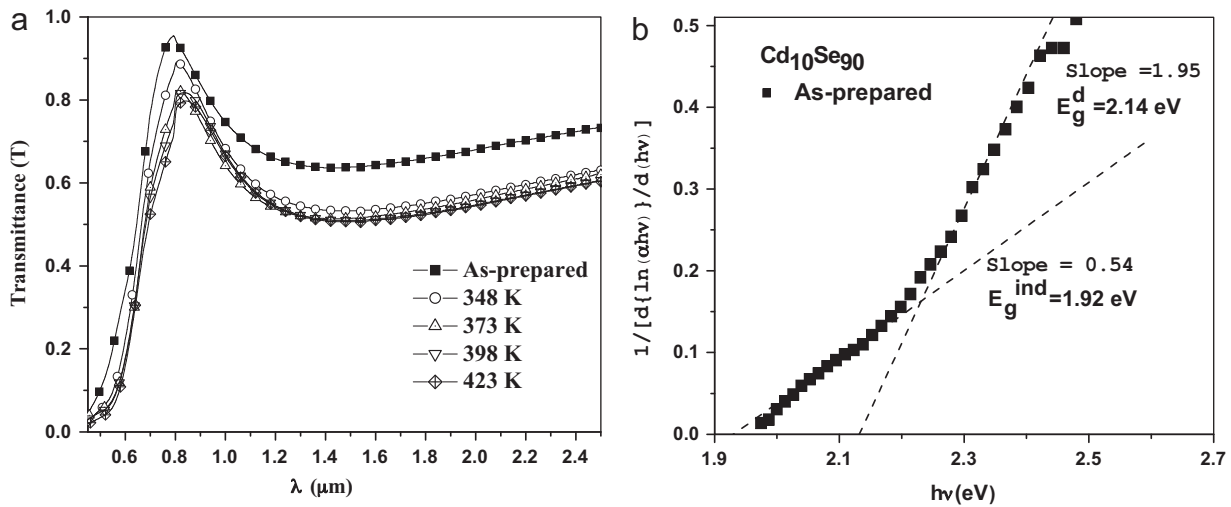 a
1.0
0.8
0.6
0.4
0.2
0.0
Transmittance (T)
As-prepared
348 K
373 K
398 K
423 K
0.6 0.8 1.0 1.2 1.4 1.6 1.8 2.0 2.2 2.4
λ (μm)
b
0.5
0.4
0.3
0.2
0.1
0.0
1/[d{ln(αhν)}/d(hν)]
Cd10Se90
As-prepared
Slope =1.95
Egd=2.14 eV
Slope = 0.54
Egind=1.92 eV
1.9 2.1 2.3 2.5 2.7
hν(eV)